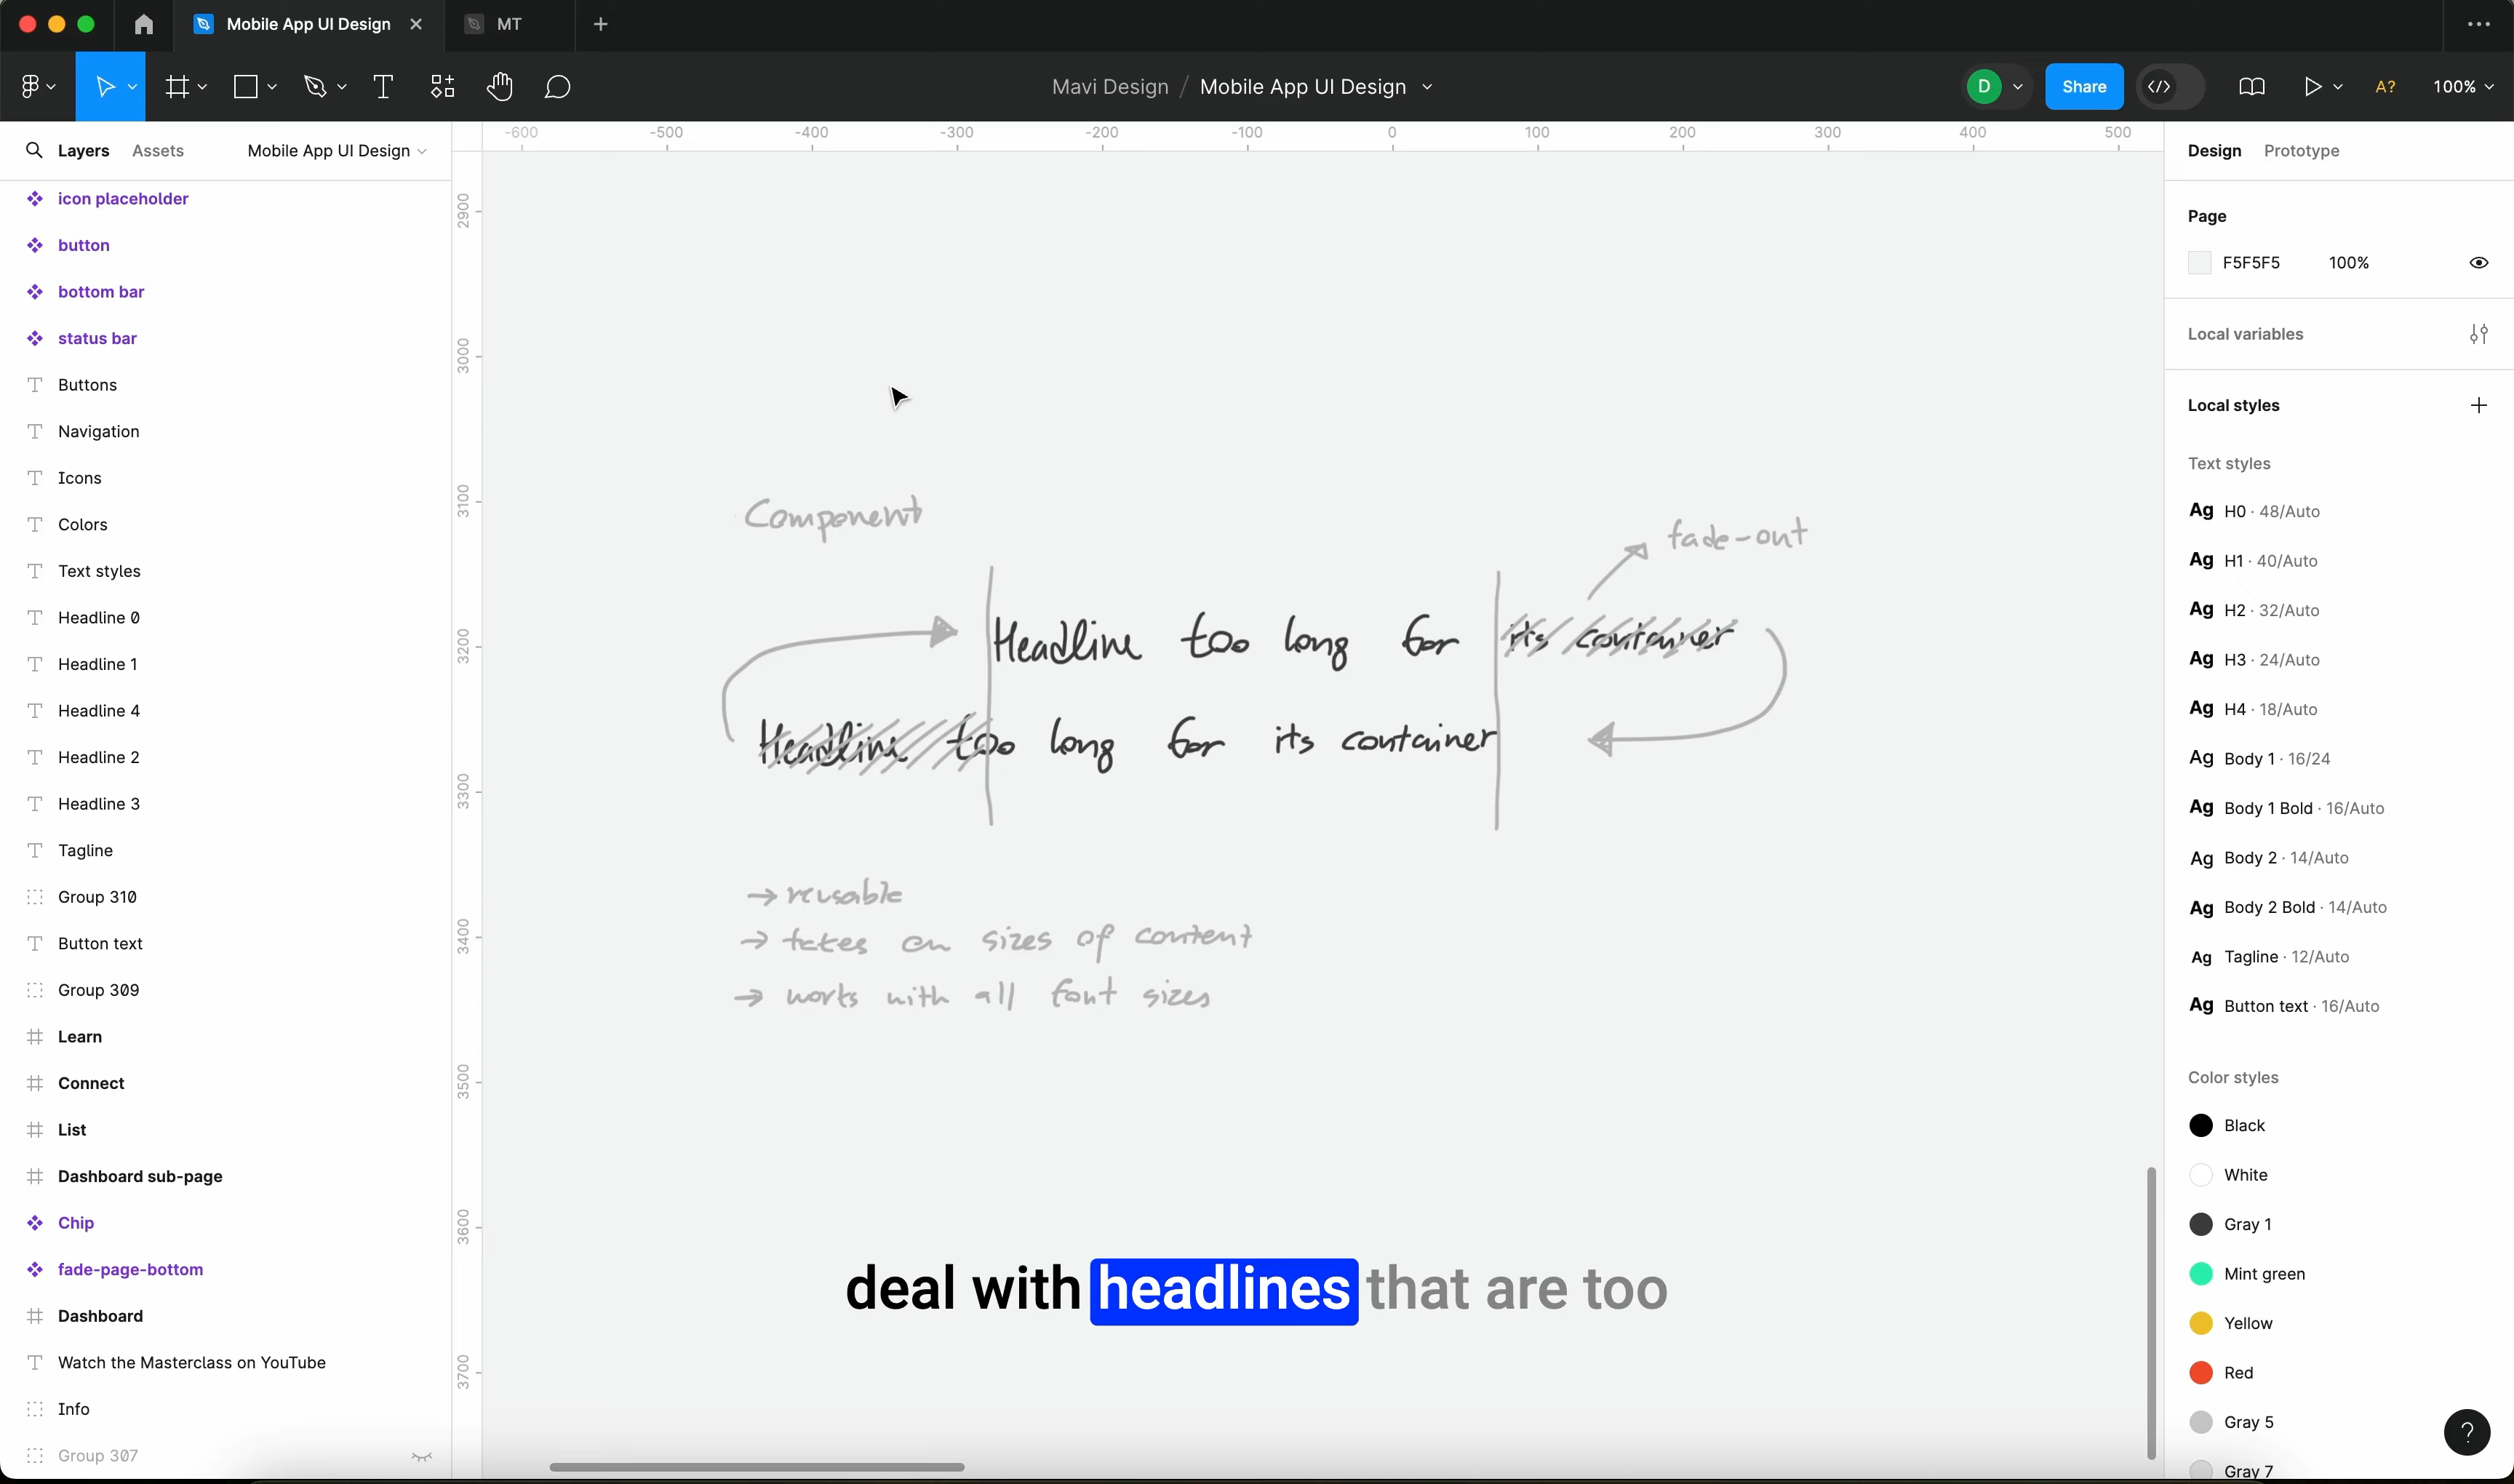 Mobile App UI Design
MT
Mavi Design / Mobile App UI Design
D
Share
A?
100%
Layers
Assets
Mobile App UI Design
icon placeholder
button
bottom bar
status bar
Buttons
Navigation
Icons
Colors
Text styles
Headline 0
Headline 1
Headline 4
Headline 2
Headline 3
Tagline
Group 310
Button text
Group 309
Learn
Connect
List
Dashboard sub-page
Chip
fade-page-bottom
Dashboard
Watch the Masterclass on YouTube
Info
Group 307
-600 -500 -400 -300 -200 -100 0 100 200 300 400 500
2900
3000
3100
3200
3300
3400
3500
3600
3700
Component
fade-out
Headline too long for its container
Headline too long for its container
→ reusable
→ takes on sizes of content
→ works with all font sizes
deal with headlines that are too
Design
Prototype
Page
F5F5F5 100%
Local variables
Local styles
Text styles
Ag H0 · 48/Auto
Ag H1 · 40/Auto
Ag H2 · 32/Auto
Ag H3 · 24/Auto
Ag H4 · 18/Auto
Ag Body 1 · 16/24
Ag Body 1 Bold · 16/Auto
Ag Body 2 · 14/Auto
Ag Body 2 Bold · 14/Auto
Ag Tagline · 12/Auto
Ag Button text · 16/Auto
Color styles
Black
White
Gray 1
Mint green
Yellow
Red
Gray 5
Gray 7
?